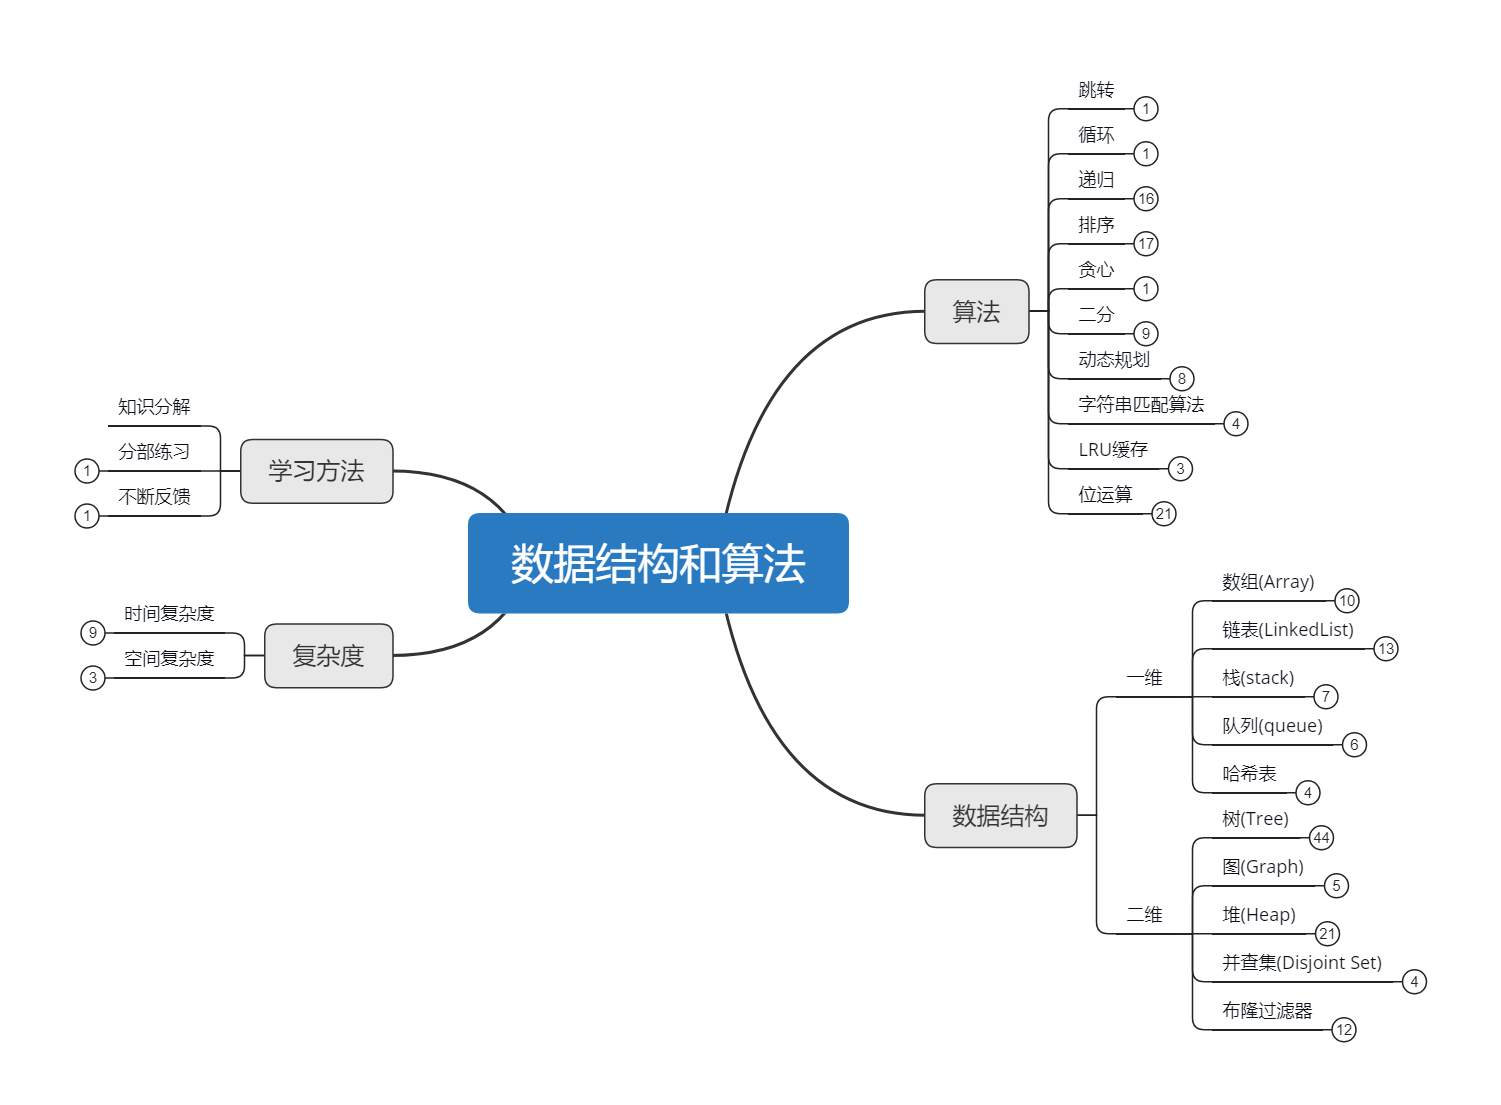 数据结构和算法
算法
跳转
1
循环
1
递归
16
排序
17
贪心
1
二分
9
动态规划
8
字符串匹配算法
4
LRU缓存
3
位运算
21
数据结构
一维
数组(Array)
10
链表(LinkedList)
13
栈(stack)
7
队列(queue)
6
哈希表
4
二维
树(Tree)
44
图(Graph)
5
堆(Heap)
21
并查集(Disjoint Set)
4
布隆过滤器
12
学习方法
知识分解
分部练习
1
不断反馈
1
复杂度
时间复杂度
9
空间复杂度
3